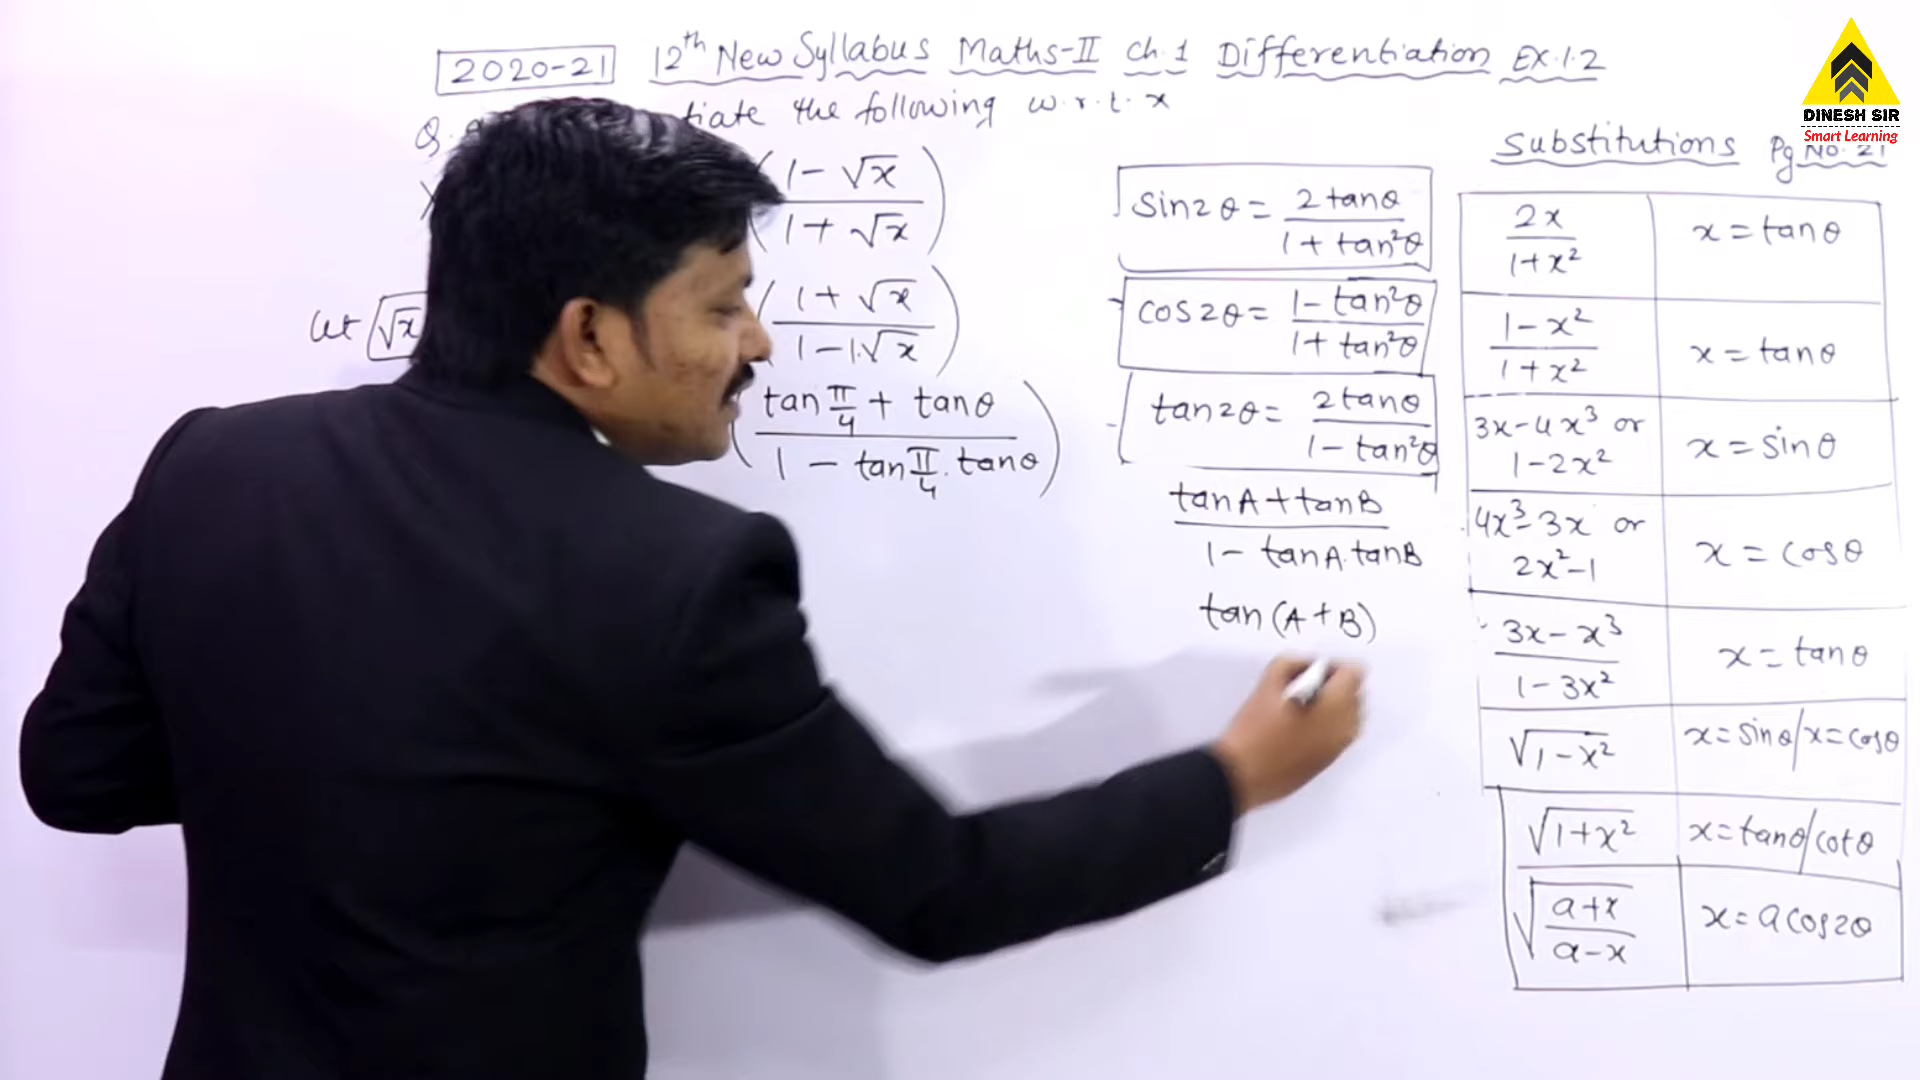 2020-21 12th New Syllabus Maths-II Ch.1 Differentiation EX.1.2
Q. tiate the following w.r.t. x
(1-√x / 1+√x)
let √x
(1+√x / 1-1.√x)
(tan π/4 + tanθ / 1 - tan π/4 . tanθ)
sin2θ = 2tanθ / 1+tan²θ
cos2θ = 1-tan²θ / 1+tan²θ
tan2θ = 2tanθ / 1-tan²θ
tanA+tanB / 1-tanA.tanB
tan(A+B)
DINESH SIR
Smart Learning
Substitutions Pg No. 21
2x / 1+x² x=tanθ
1-x² / 1+x² x=tanθ
3x-4x³ or
1-2x² x=sinθ
4x³-3x or
2x²-1 x=cosθ
3x-x³ / 1-3x² x=tanθ
√1-x² x=sinθ/x=cosθ
√1+x² x=tanθ/cotθ
√a+x / a-x x=acos2θ